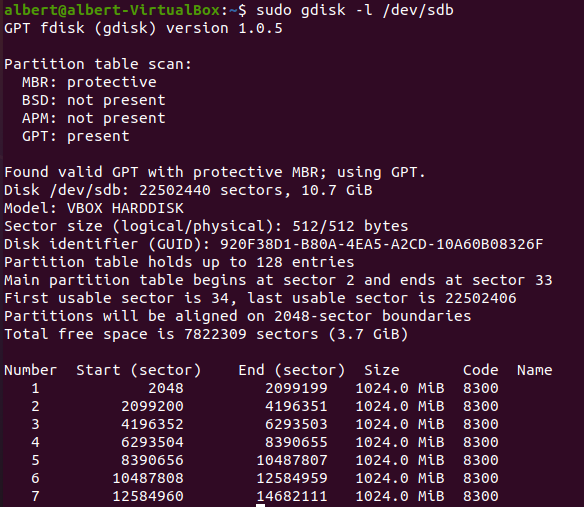 albert@albert-VirtualBox:~$ sudo gdisk -l /dev/sdb
GPT fdisk (gdisk) version 1.0.5

Partition table scan:
  MBR: protective
  BSD: not present
  APM: not present
  GPT: present

Found valid GPT with protective MBR; using GPT.
Disk /dev/sdb: 22502440 sectors, 10.7 GiB
Model: VBOX HARDDISK
Sector size (logical/physical): 512/512 bytes
Disk identifier (GUID): 920F38D1-B80A-4EA5-A2CD-10A60B08326F
Partition table holds up to 128 entries
Main partition table begins at sector 2 and ends at sector 33
First usable sector is 34, last usable sector is 22502406
Partitions will be aligned on 2048-sector boundaries
Total free space is 7822309 sectors (3.7 GiB)

Number  Start (sector)    End (sector)  Size       Code  Name
   1            2048         2099199   1024.0 MiB  8300
   2         2099200         4196351   1024.0 MiB  8300
   3         4196352         6293503   1024.0 MiB  8300
   4         6293504         8390655   1024.0 MiB  8300
   5         8390656        10487807   1024.0 MiB  8300
   6        10487808        12584959   1024.0 MiB  8300
   7        12584960        14682111   1024.0 MiB  8300